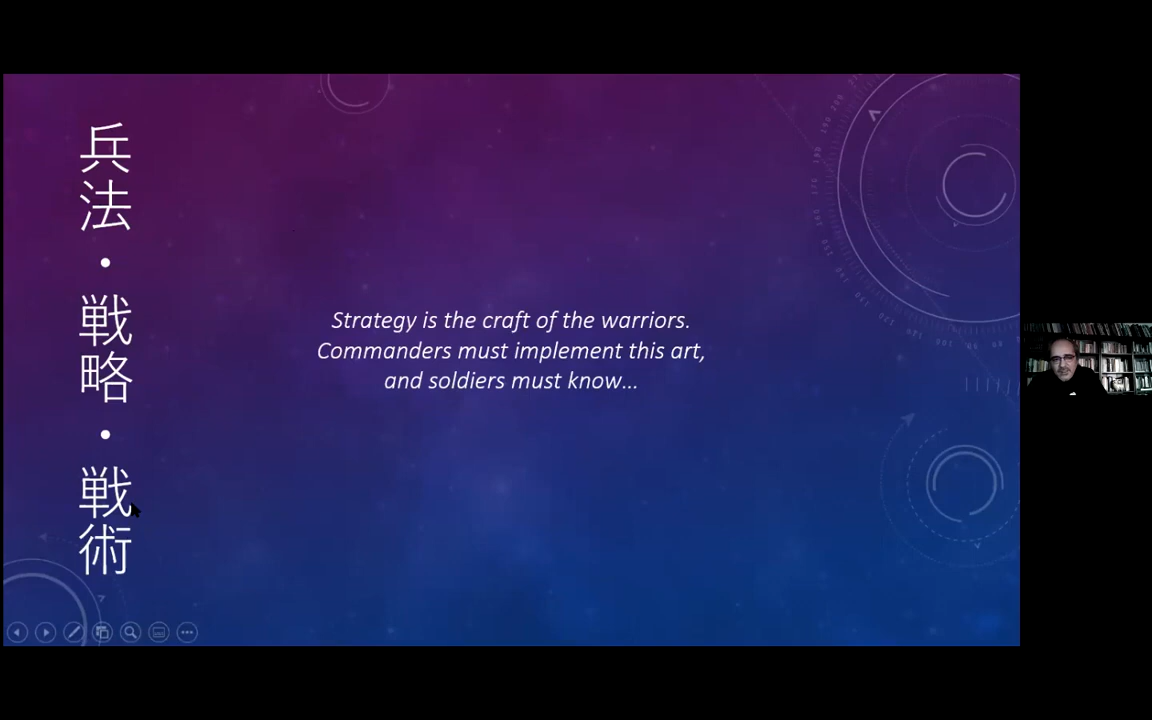 兵法・戦略・戦術
Strategy is the craft of the warriors.
Commanders must implement this art,
and soldiers must know...